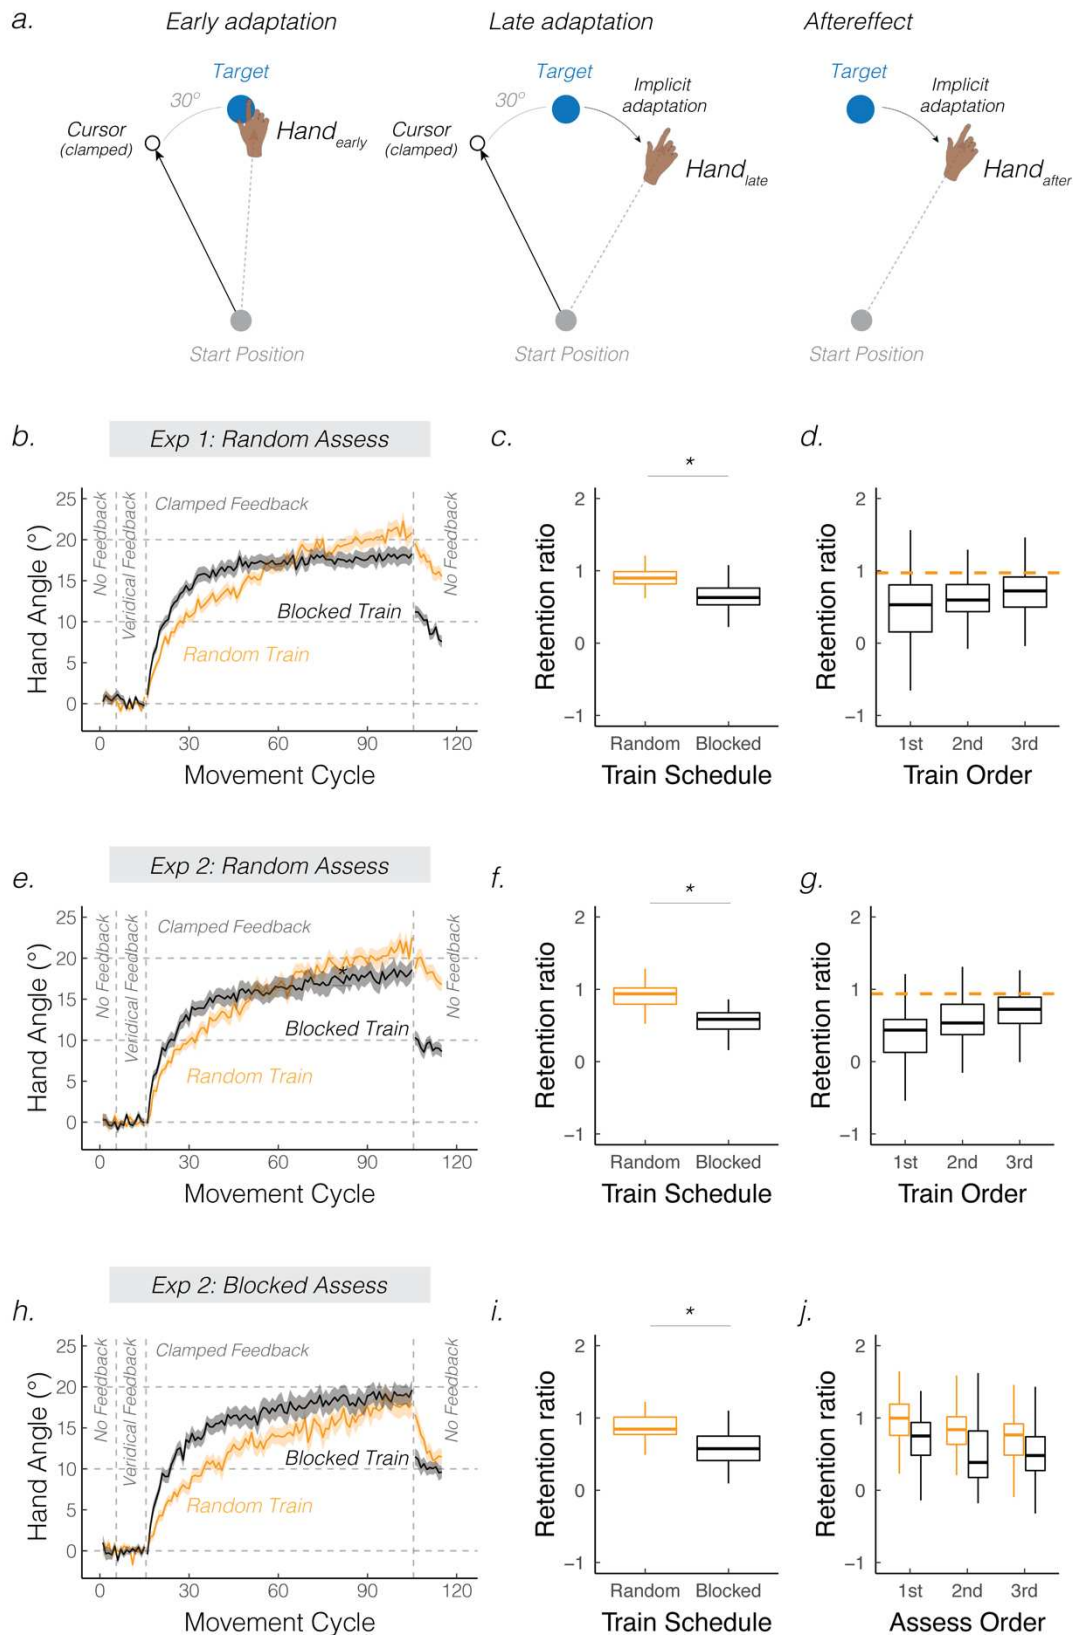 a.
Early adaptation
Late adaptation
Aftereffect
Target
Target
Target
30°
30°
Implicit
adaptation
Implicit
adaptation
Cursor
(clamped)
Hand early
Cursor
(clamped)
Hand late
Hand after
Start Position
Start Position
Start Position
b.
Exp 1: Random Assess
c.
d.
Hand Angle (°)
25
20
15
10
5
0
No Feedback
Veridical Feedback
Clamped Feedback
No Feedback
Blocked Train
Random Train
0 30 60 90 120
Movement Cycle
*
Retention ratio
2
1
0
−1
Random Blocked
Train Schedule
Retention ratio
2
1
0
−1
1st 2nd 3rd
Train Order
e.
Exp 2: Random Assess
f.
g.
Hand Angle (°)
25
20
15
10
5
0
No Feedback
Veridical Feedback
Clamped Feedback
No Feedback
*
Blocked Train
Random Train
0 30 60 90 120
Movement Cycle
*
Retention ratio
2
1
0
−1
Random Blocked
Train Schedule
Retention ratio
2
1
0
−1
1st 2nd 3rd
Train Order
h.
Exp 2: Blocked Assess
i.
j.
Hand Angle (°)
25
20
15
10
5
0
No Feedback
Veridical Feedback
Clamped Feedback
No Feedback
Blocked Train
Random Train
0 30 60 90 120
Movement Cycle
*
Retention ratio
2
1
0
−1
Random Blocked
Train Schedule
Retention ratio
2
1
0
−1
1st 2nd 3rd
Assess Order